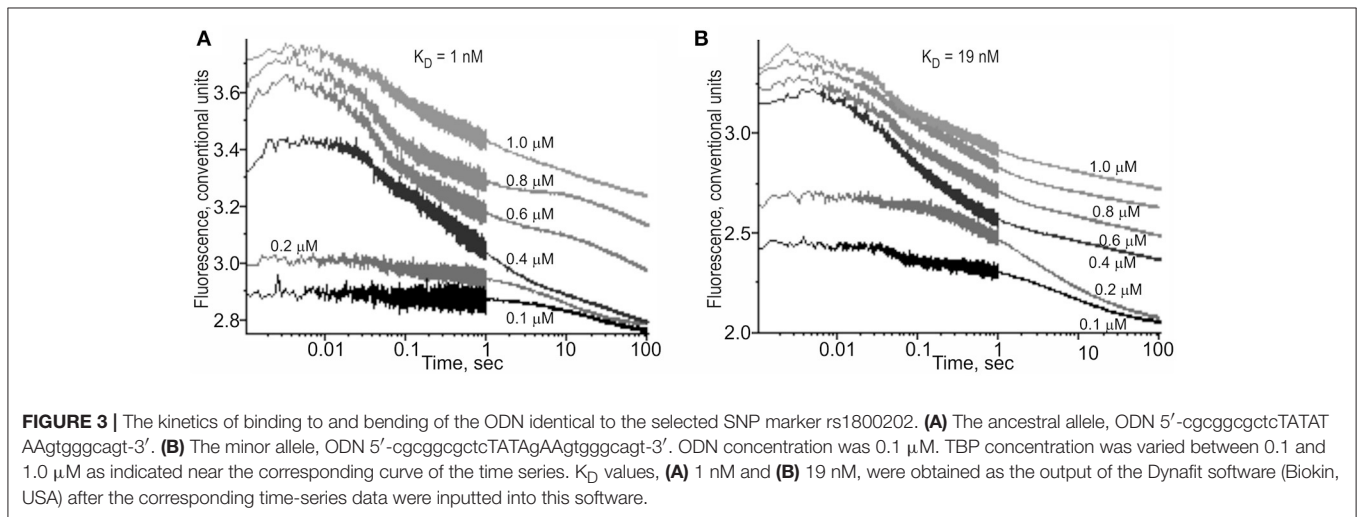 A
K_D = 1 nM
Fluorescence, conventional units
3.6
3.4
3.2
3.0
2.8
1.0 µM
0.8 µM
0.6 µM
0.4 µM
0.2 µM
0.1 µM
0.01
0.1
1
10
100
Time, sec
B
K_D = 19 nM
Fluorescence, conventional units
3.0
2.5
2.0
1.0 µM
0.8 µM
0.6 µM
0.4 µM
0.2 µM
0.1 µM
0.01
0.1
1
10
100
Time, sec
FIGURE 3 | The kinetics of binding to and bending of the ODN identical to the selected SNP marker rs1800202. (A) The ancestral allele, ODN 5′-cgcggcgctcTATAT
AAgtgggcagt-3′. (B) The minor allele, ODN 5′-cgcggcgctcTATAgAAgtgggcagt-3′. ODN concentration was 0.1 µM. TBP concentration was varied between 0.1 and
1.0 µM as indicated near the corresponding curve of the time series. K_D values, (A) 1 nM and (B) 19 nM, were obtained as the output of the Dynafit software (Biokin,
USA) after the corresponding time-series data were inputted into this software.